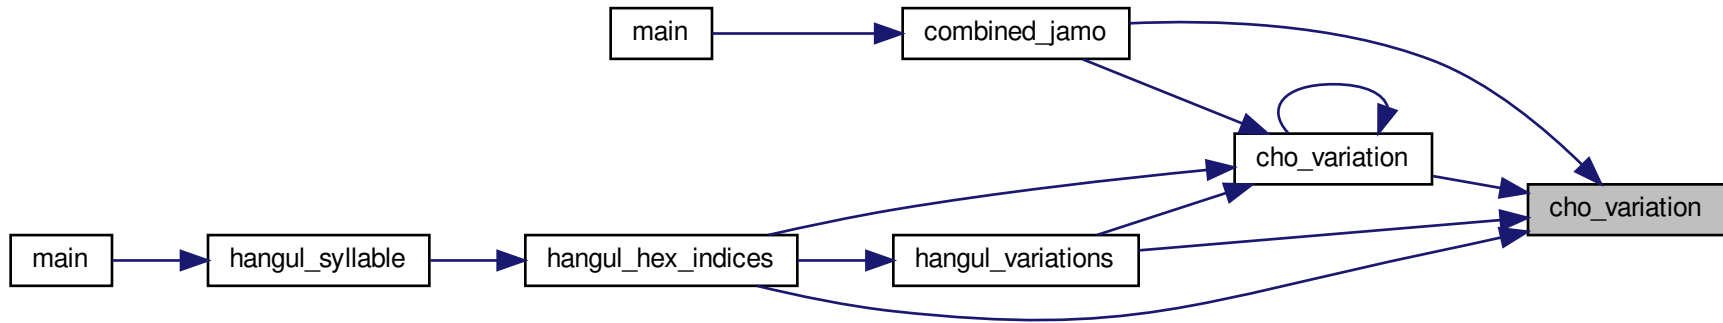 main
combined_jamo
cho_variation
cho_variation
main
hangul_syllable
hangul_hex_indices
hangul_variations